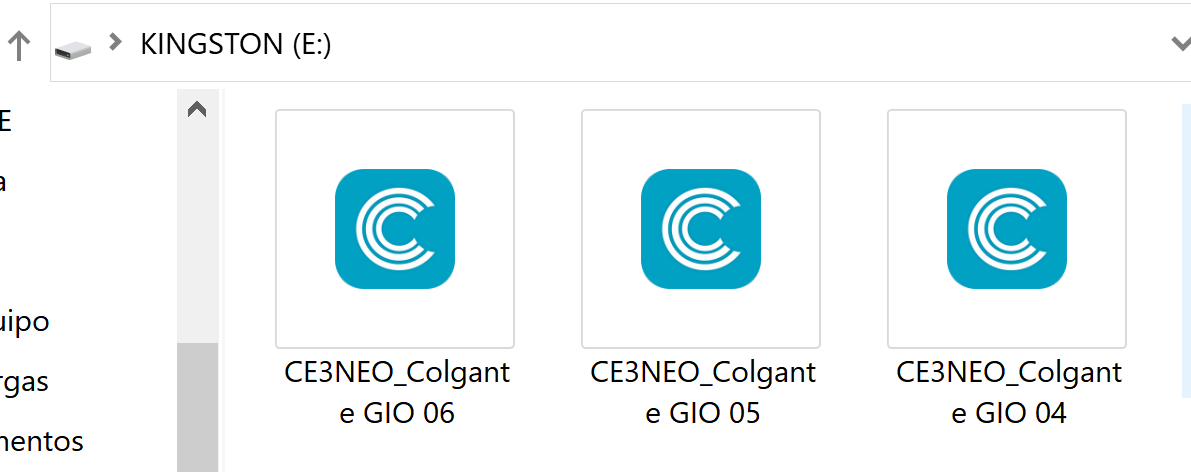 KINGSTON (E:)
E
a
uipo
rgas
mentos
CE3NEO_Colgant
e GIO 06
CE3NEO_Colgant
e GIO 05
CE3NEO_Colgant
e GIO 04